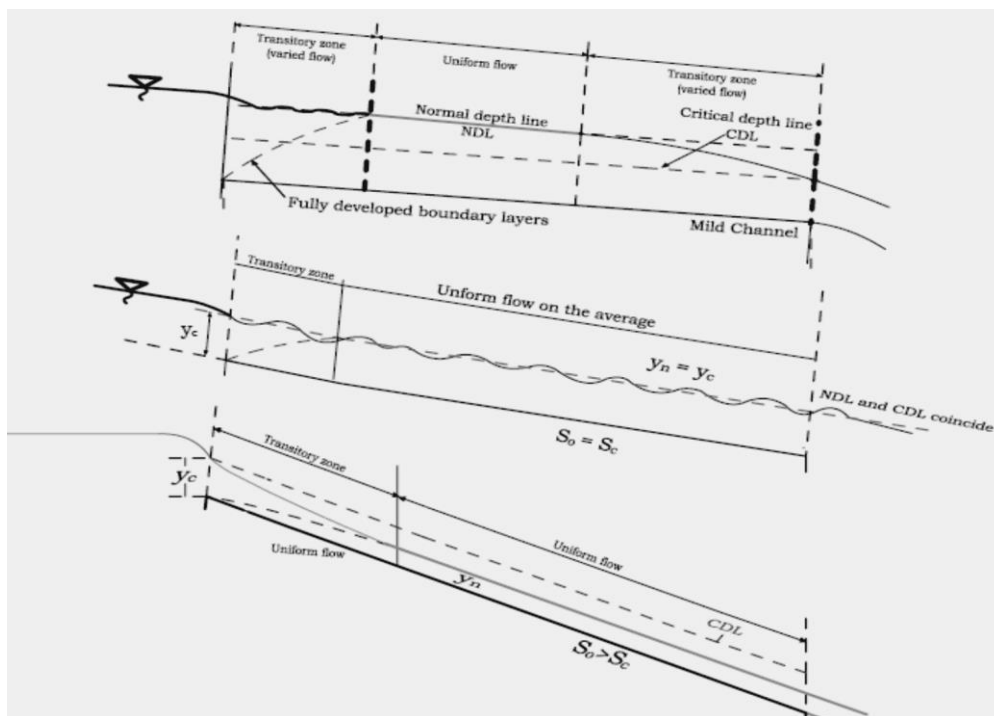 Transitory zone
(varied flow)
Uniform flow
Transitory zone
(varied flow)
Normal depth line
NDL
Critical depth line
CDL
Fully developed boundary layers
Mild Channel
Transitory zone
Uniform flow on the average
yc
yn = yc
NDL and CDL coincide
So = Sc
Transitory zone
yc
Uniform flow
Uniform flow
yn
CDL
So>Sc